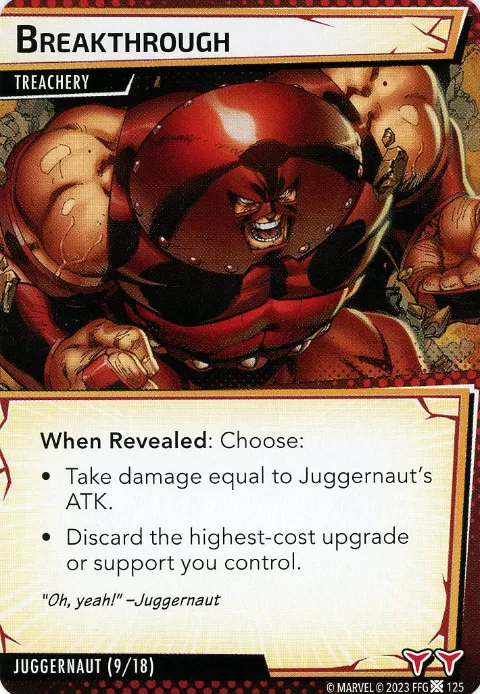 BREAKTHROUGH
TREACHERY
When Revealed: Choose:
• Take damage equal to Juggernaut's
ATK.
• Discard the highest-cost upgrade
or support you control.
"Oh, yeah!" –Juggernaut
JUGGERNAUT (9/18)
© MARVEL © 2023 FFG 125